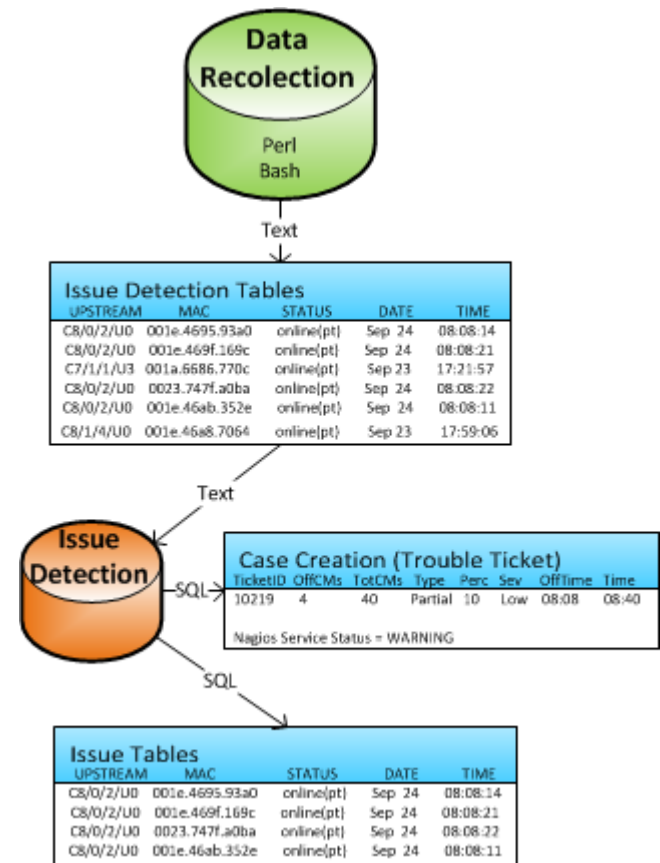 Data
Recolection
Perl
Bash
Text
Issue Detection Tables
UPSTREAM MAC STATUS DATE TIME
C8/0/2/U0 001e.4695.93a0 online(pt) Sep 24 08:08:14
C8/0/2/U0 001e.469f.169c online(pt) Sep 24 08:08:21
C7/1/1/U3 001a.6686.770c online(pt) Sep 23 17:21:57
C8/0/2/U0 0023.747f.a0ba online(pt) Sep 24 08:08:22
C8/0/2/U0 001e.46ab.352e online(pt) Sep 24 08:08:11
C8/1/4/U0 001e.46a8.7064 online(pt) Sep 23 17:59:06
Text
Issue
Detection
SQL
Case Creation (Trouble Ticket)
TicketID OffCMs TotCMs Type Perc Sev OffTime Time
10219 4 40 Partial 10 Low 08:08 08:40
Nagios Service Status = WARNING
SQL
Issue Tables
UPSTREAM MAC STATUS DATE TIME
C8/0/2/U0 001e.4695.93a0 online(pt) Sep 24 08:08:14
C8/0/2/U0 001e.469f.169c online(pt) Sep 24 08:08:21
C8/0/2/U0 0023.747f.a0ba online(pt) Sep 24 08:08:22
C8/0/2/U0 001e.46ab.352e online(pt) Sep 24 08:08:11